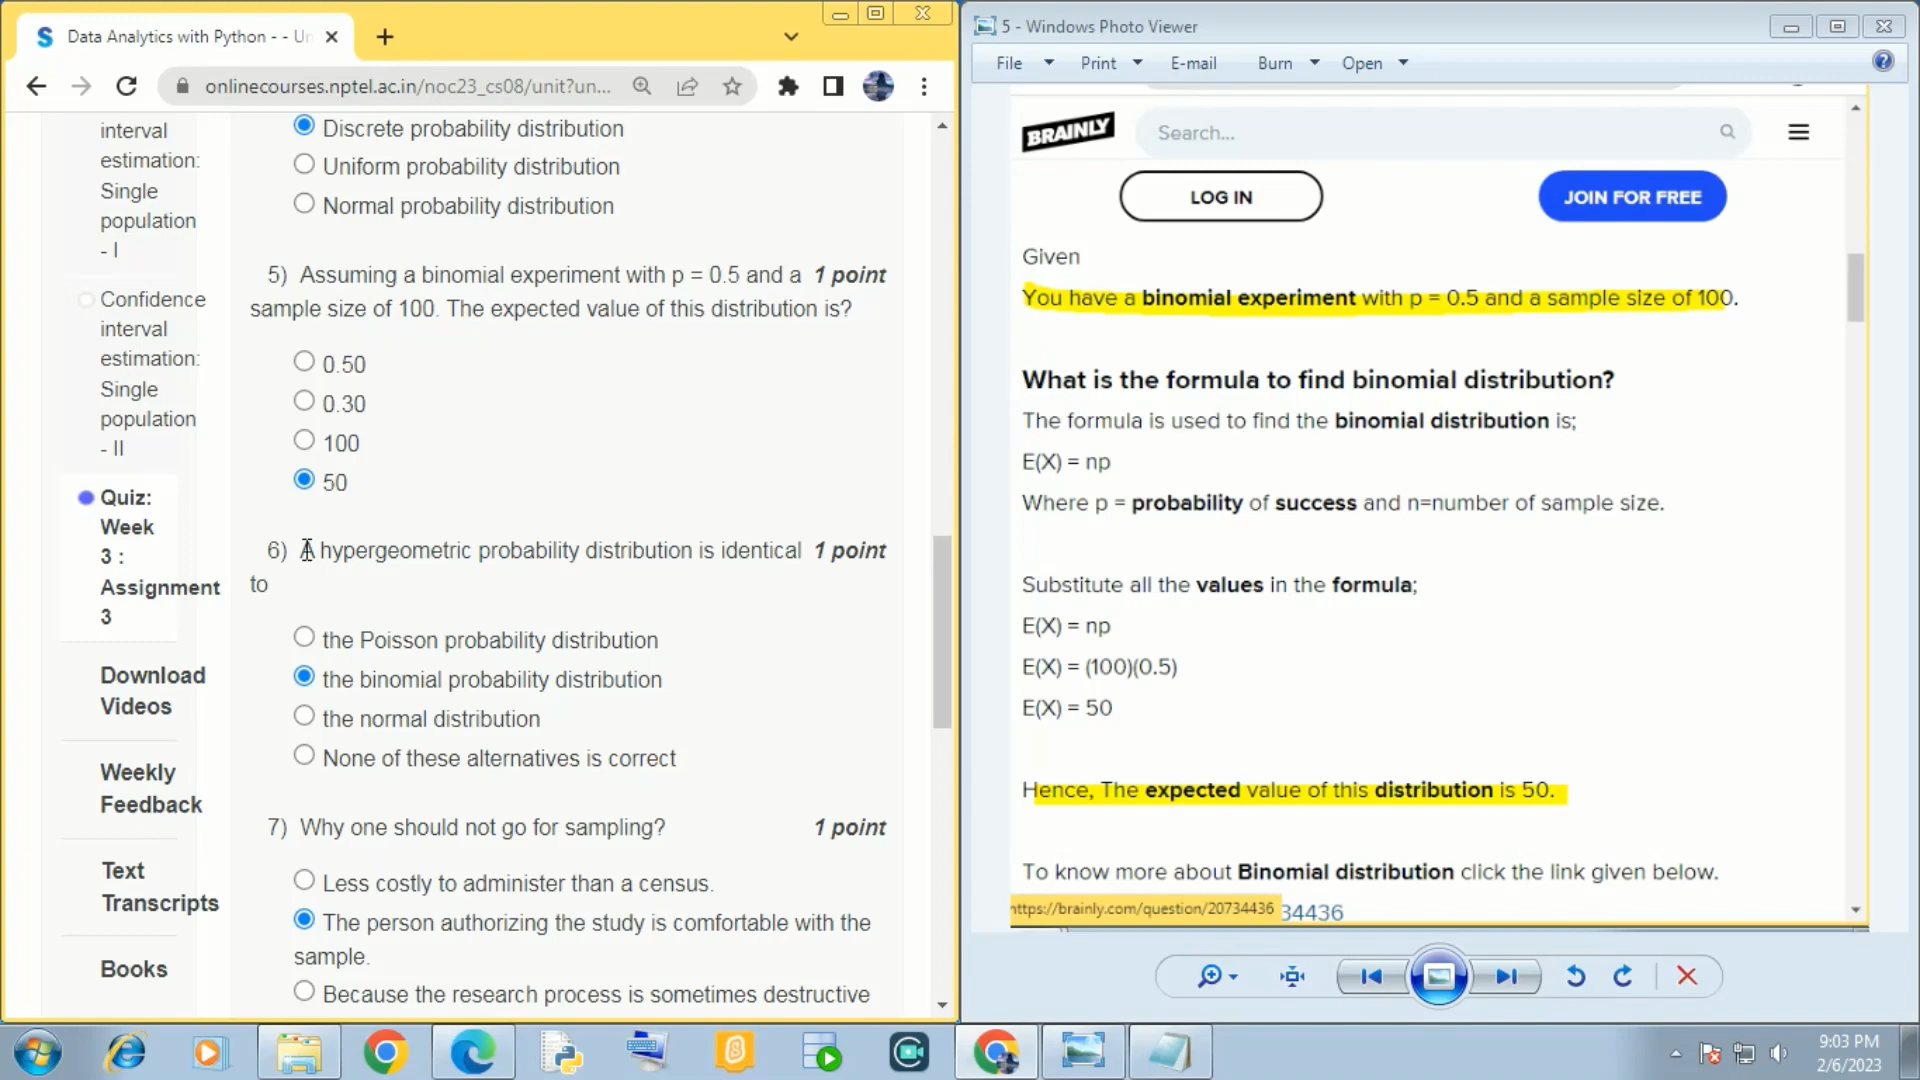 Data Analytics with Python - - Un
onlinecourses.nptel.ac.in/noc23_cs08/unit?un...
interval
estimation:
Single
population
- I
Confidence
interval
estimation:
Single
population
- II
Quiz:
Week
3 :
Assignment
3
Download
Videos
Weekly
Feedback
Text
Transcripts
Books
Discrete probability distribution
Uniform probability distribution
Normal probability distribution
5) Assuming a binomial experiment with p = 0.5 and a 1 point
sample size of 100. The expected value of this distribution is?
0.50
0.30
100
50
6) A hypergeometric probability distribution is identical 1 point
to
the Poisson probability distribution
the binomial probability distribution
the normal distribution
None of these alternatives is correct
7) Why one should not go for sampling? 1 point
Less costly to administer than a census.
The person authorizing the study is comfortable with the
sample.
Because the research process is sometimes destructive
5 - Windows Photo Viewer
File Print E-mail Burn Open
BRAINLY
Search...
LOG IN
JOIN FOR FREE
Given
You have a binomial experiment with p = 0.5 and a sample size of 100.
What is the formula to find binomial distribution?
The formula is used to find the binomial distribution is;
E(X) = np
Where p = probability of success and n=number of sample size.
Substitute all the values in the formula;
E(X) = np
E(X) = (100)(0.5)
E(X) = 50
Hence, The expected value of this distribution is 50.
To know more about Binomial distribution click the link given below.
https://brainly.com/question/20734436
34436
9:03 PM
2/6/2023